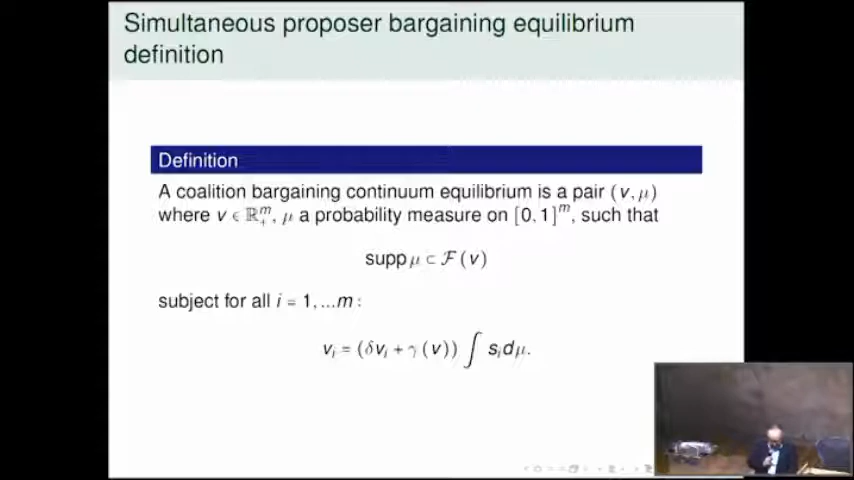 Simultaneous proposer bargaining equilibrium
definition
Definition
A coalition bargaining continuum equilibrium is a pair (v, μ)
where v ∈ ℝ₊ᵐ, μ a probability measure on [0, 1]ᵐ, such that
supp μ ⊂ ℱ (v)
subject for all i = 1, ...m :
vᵢ = (δvᵢ + γ (v)) ∫ sᵢdμ.